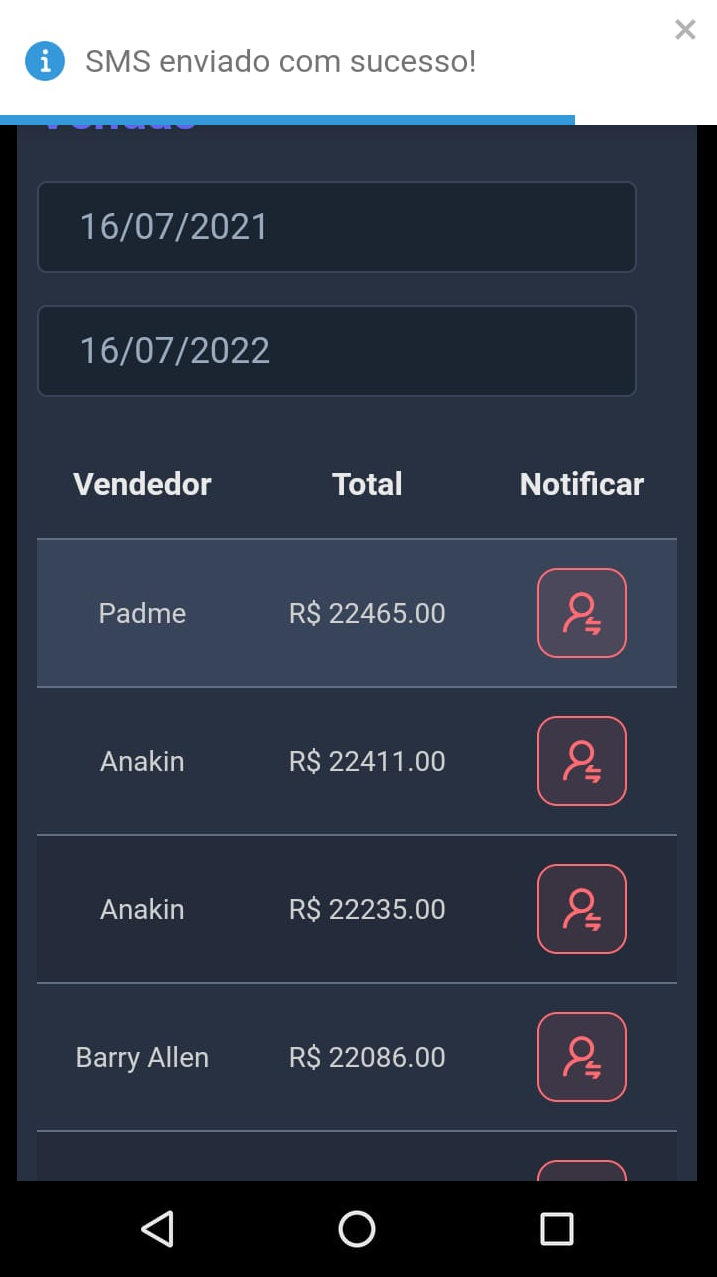 SMS enviado com sucesso!
16/07/2021
16/07/2022
Vendedor Total Notificar
Padme R$ 22465.00
Anakin R$ 22411.00
Anakin R$ 22235.00
Barry Allen R$ 22086.00